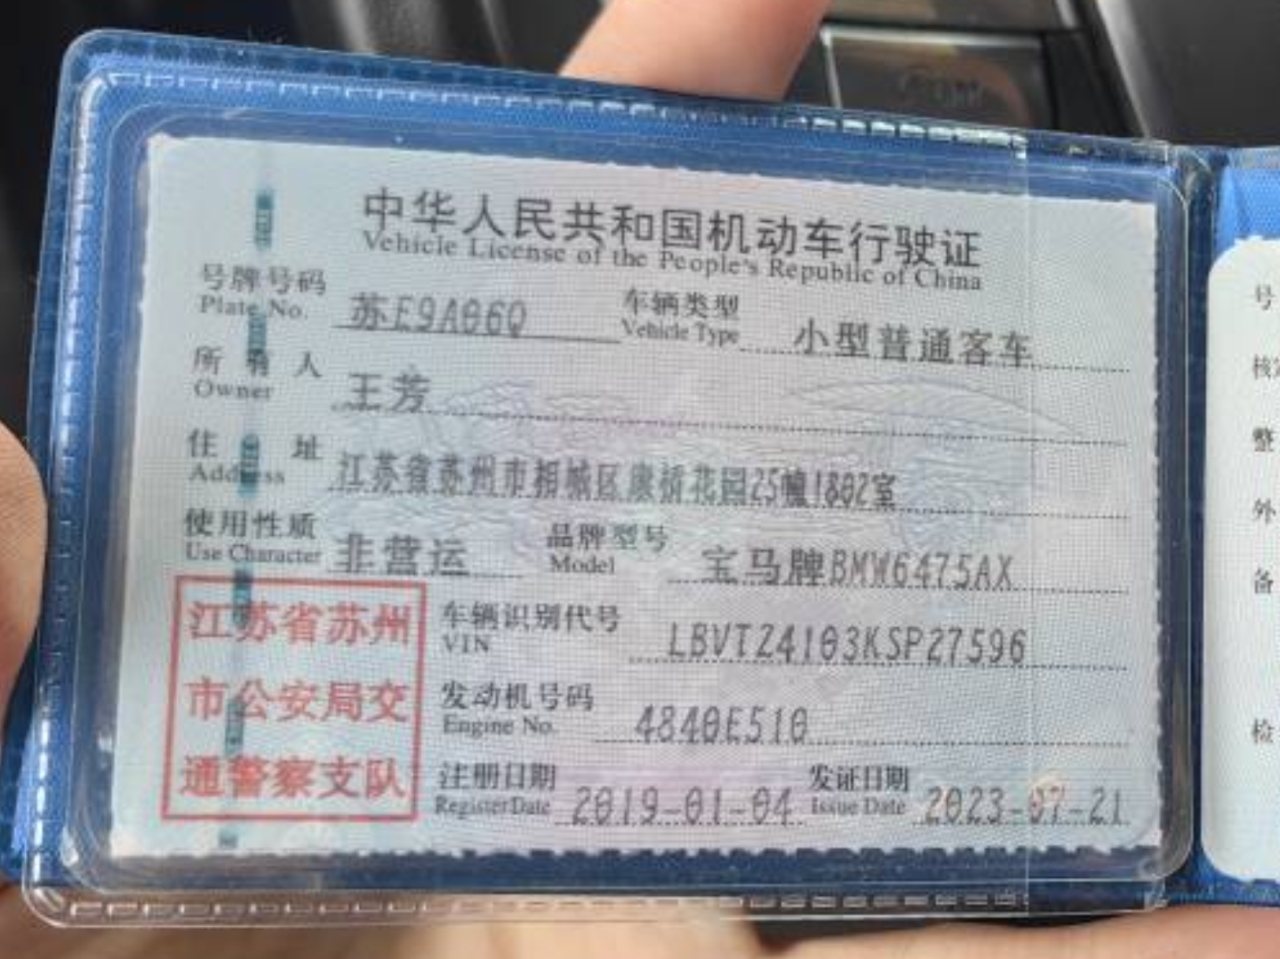 中华人民共和国机动车行驶证
Vehicle License of the People's Republic of China
号牌号码 苏E9A06Q 车辆类型 小型普通客车
Plate No. Vehicle Type
所有人 王芳
Owner
住址 江苏省苏州市相城区康桥花园25幢1802室
Address
使用性质 非营运 品牌型号 宝马牌BMW6475AX
Use Character Model
江苏省苏州
市公安局交
通警察支队
车辆识别代号 LBVTZ4103KSP27596
VIN
发动机号码 4840E510
Engine No.
注册日期 2019-01-04 发证日期 2023-07-21
Register Date Issue Date
号
核定
整
外
备
检